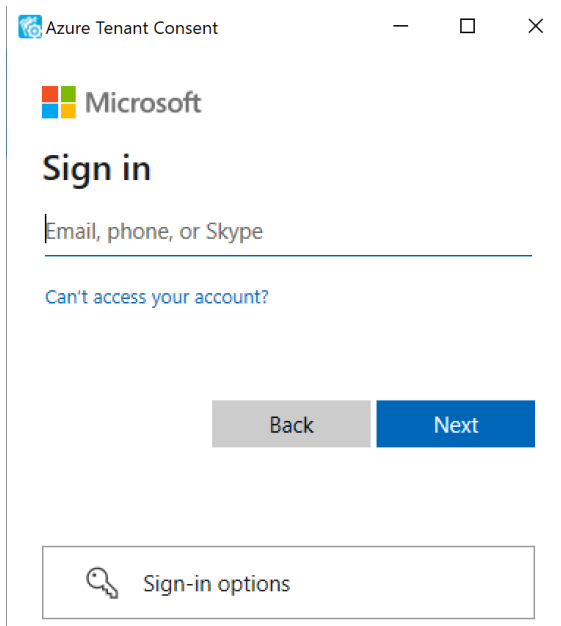 Azure Tenant Consent
Microsoft
Sign in
Email, phone, or Skype
Can't access your account?
Back Next
Sign-in options